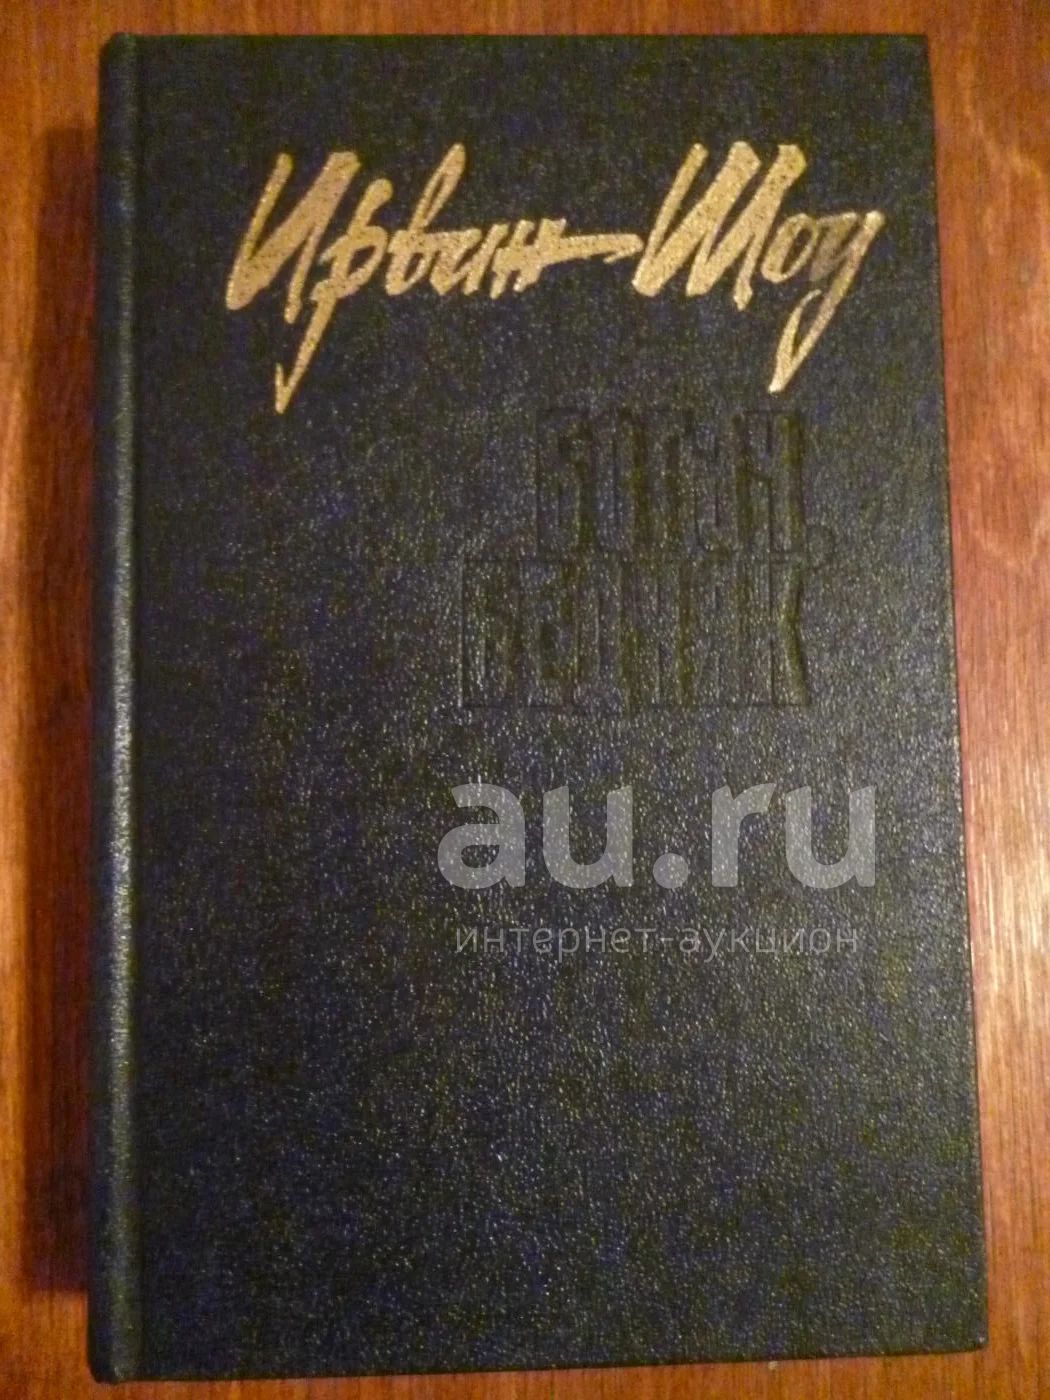 Ирвин Шоу
БОГАЧ,
БЕДНЯК
au.ru
интернет-аукцион